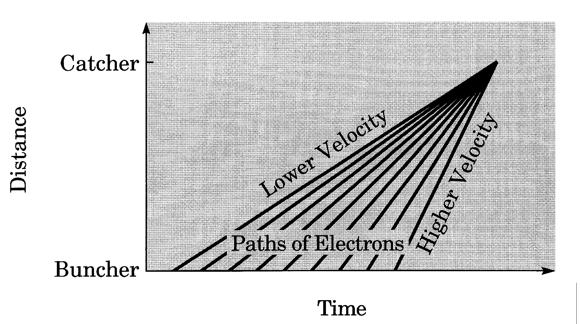 Catcher
Distance
Lower Velocity
Higher Velocity
Paths of Electrons
Buncher
Time